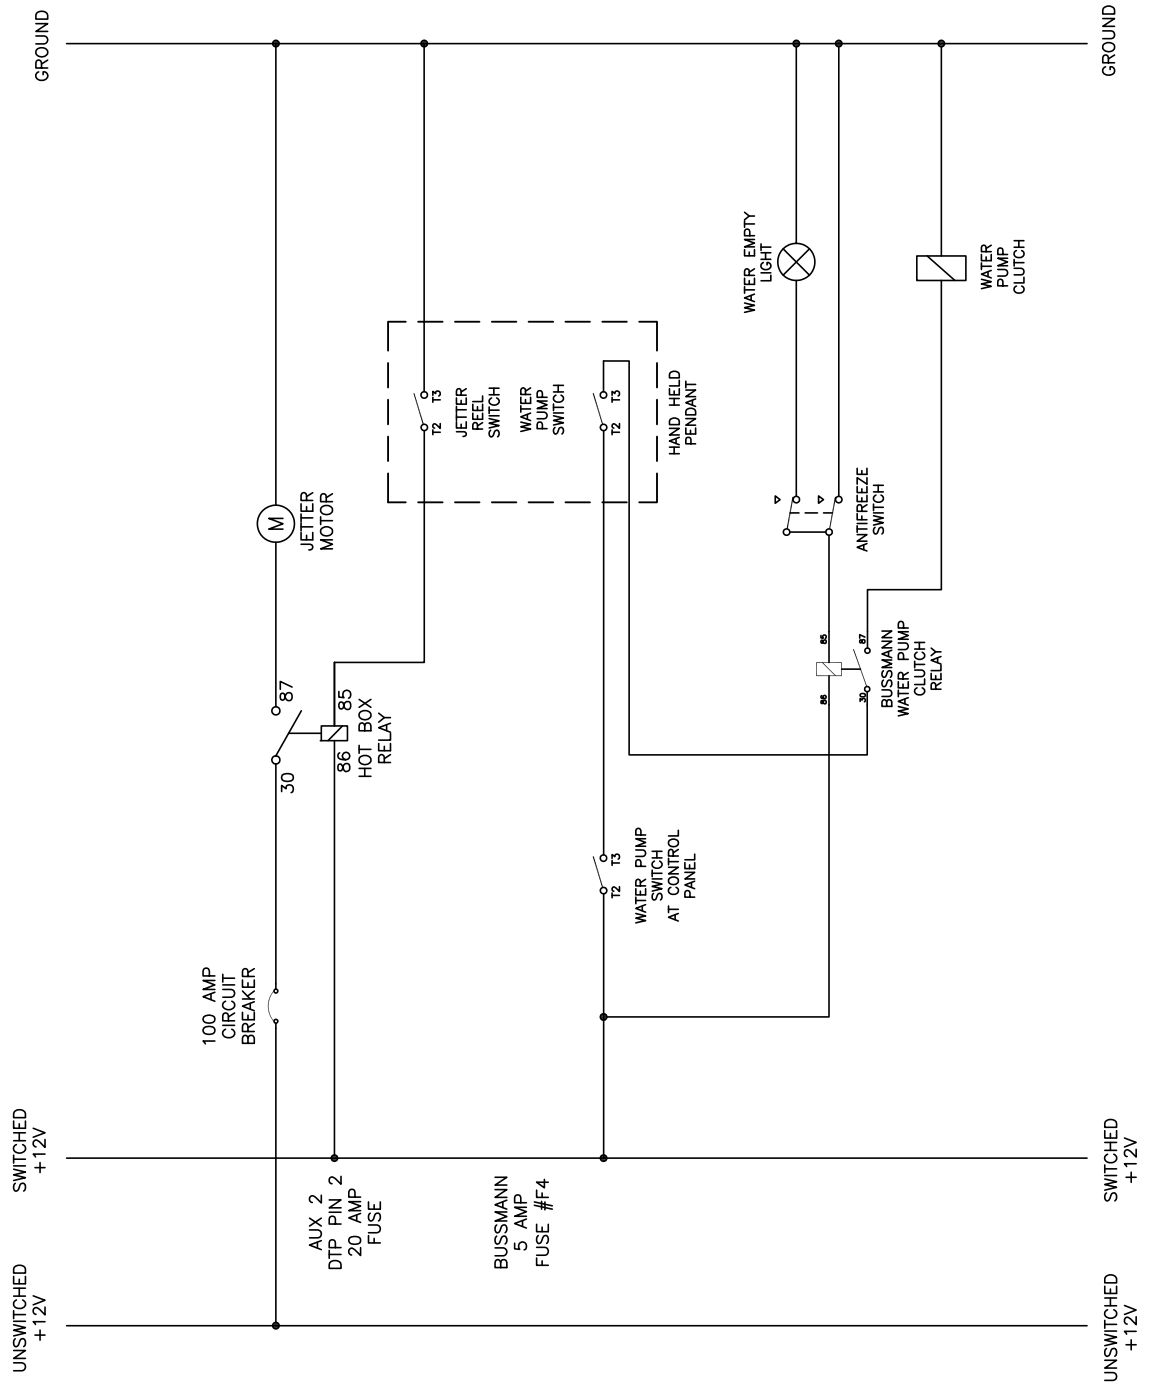 UNSWITCHED
+12V
SWITCHED
+12V
GROUND
100 AMP
CIRCUIT
BREAKER
30
87
JETTER
MOTOR
M
AUX 2
DTP PIN 2
20 AMP
FUSE
86
85
HOT BOX
RELAY
T2
T3
JETTER
REEL
SWITCH
BUSSMANN
5 AMP
FUSE #F4
T2
T3
WATER PUMP
SWITCH
AT CONTROL
PANEL
WATER
PUMP
SWITCH
T2
T3
HAND HELD
PENDANT
WATER EMPTY
LIGHT
86
85
ANTIFREEZE
SWITCH
30
87
BUSSMANN
WATER PUMP
CLUTCH
RELAY
WATER
PUMP
CLUTCH
UNSWITCHED
+12V
SWITCHED
+12V
GROUND